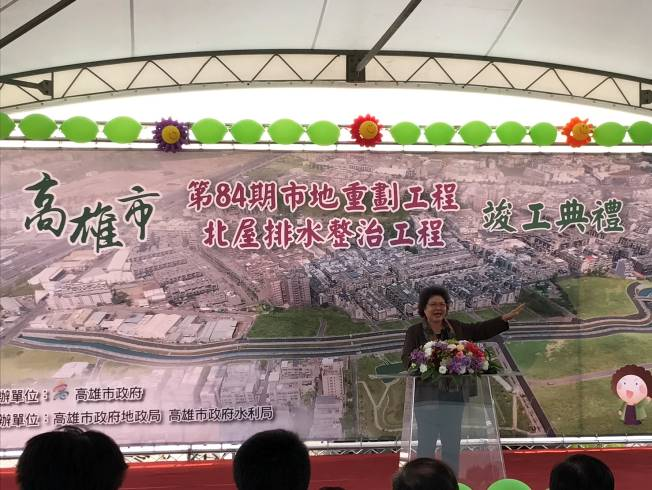 高雄市
第84期市地重劃工程
北屋排水整治工程
竣工典禮
辦單位：高雄市政府
辦單位：高雄市政府地政局 高雄市政府水利局